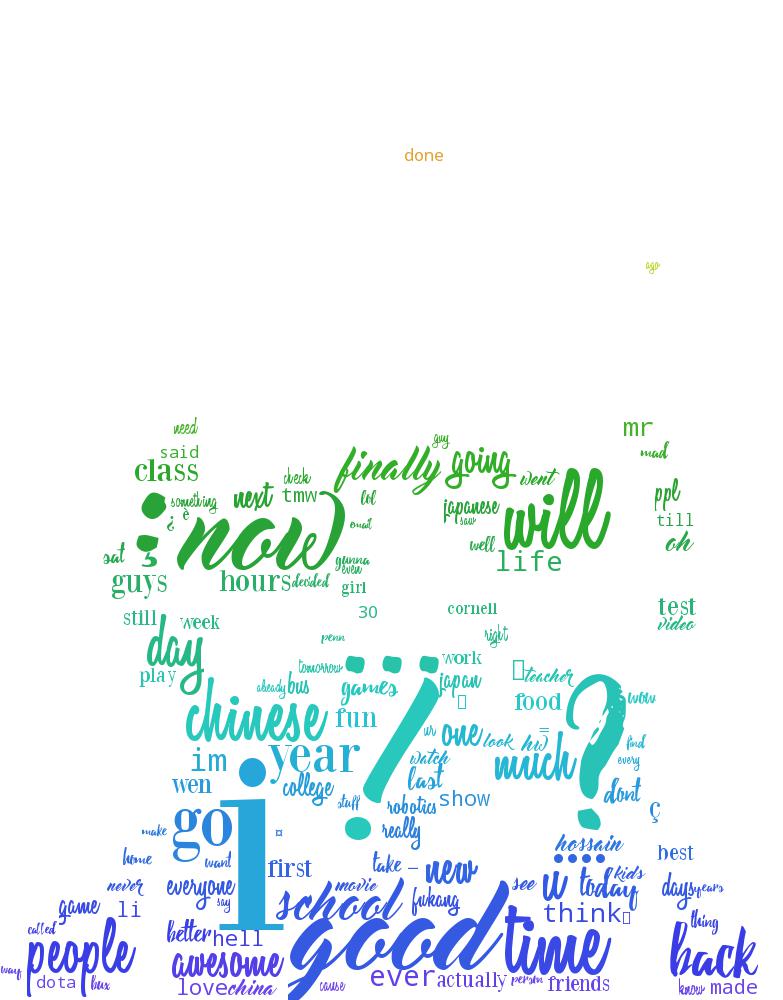 done
ago
need
mr
said
guy
mad
class
check
finally going
went
something
next
tmw
lol
japanese
will
ppl
¿
è
now
email
saw
till
sat
well
oh
gunna
even
life
guys
hours
decided
girl
30
cornell
test
still
week
penn
right
video
day
tomorrow
work
play
already
bus
games
japan
teacher
food
wow
chinese
fun
ur
one
look
hw
=
?
find
im
year
watch
much
every
wen
college
last
dont
stuff
robotics
show
ç
make
go
i
¤
really
hossain
home
want
first
take
–
new
best
never
everyone
movie
see
u
today
kids
days
years
game
li
say
school
fukang
think
called
better
hell
good
time
thing
people
awesome
back
way
dota
hux
love
china
cause
ever
actually
person
friends
know
made